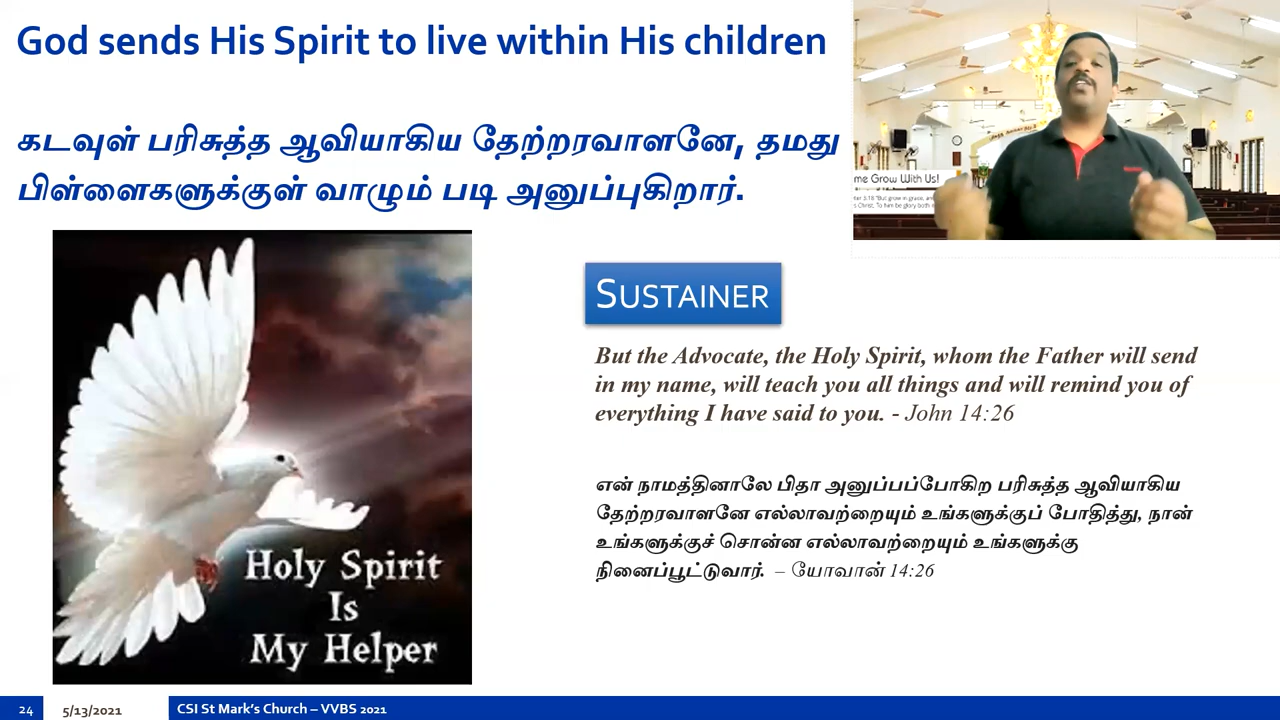 God sends His Spirit to live within His children
கடவுள் பரிசுத்த ஆவியாகிய தேற்றரவாளனே, தமது
பிள்ளைகளுக்குள் வாழும் படி அனுப்புகிறார்.
me Grow With Us!
SUSTAINER
But the Advocate, the Holy Spirit, whom the Father will send
in my name, will teach you all things and will remind you of
everything I have said to you. - John 14:26
என் நாமத்தினாலே பிதா அனுப்பப்போகிற பரிசுத்த ஆவியாகிய
தேற்றரவாளனே எல்லாவற்றையும் உங்களுக்குப் போதித்து, நான்
உங்களுக்குச் சொன்ன எல்லாவற்றையும் உங்களுக்கு
நினைப்பூட்டுவார். – யோவான் 14:26
Holy Spirit
Is
My Helper
24
5/13/2021
CSI St Mark's Church – VVBS 2021